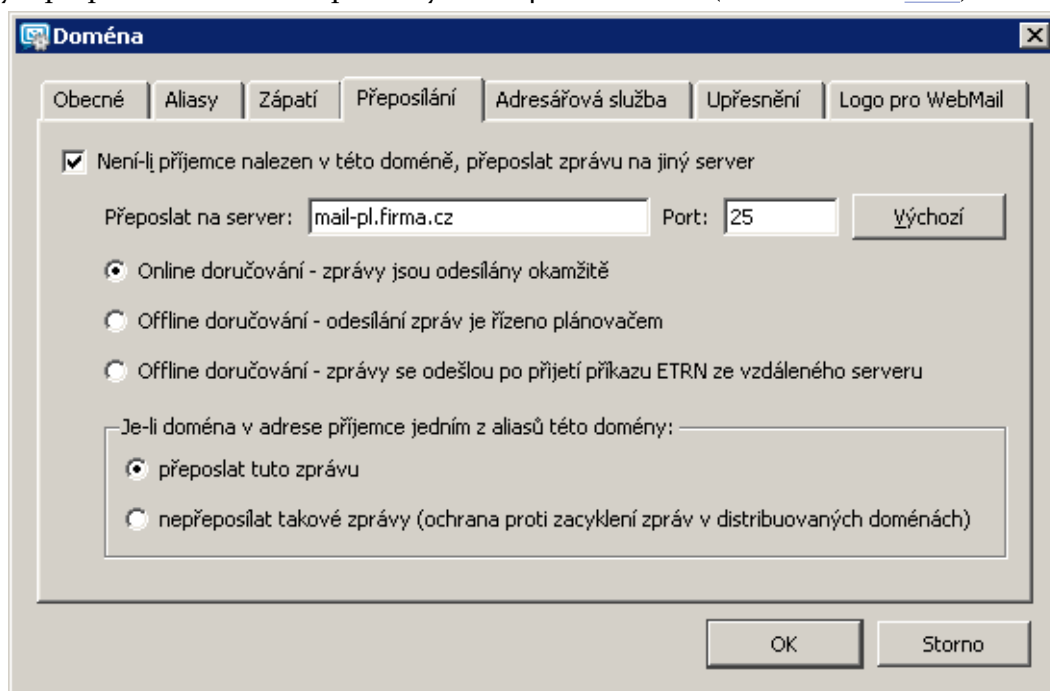 Doména
Obecné Aliasy Zápatí Přeposílání Adresářová služba Upřesnění Logo pro WebMail
Není-li příjemce nalezen v této doméně, přeposlat zprávu na jiný server
Přeposlat na server: mail-pl.firma.cz Port: 25 Výchozí
Online doručování - zprávy jsou odesílány okamžitě
Offline doručování - odesílání zpráv je řízeno plánovačem
Offline doručování - zprávy se odešlou po přijetí příkazu ETRN ze vzdáleného serveru
Je-li doména v adrese příjemce jedním z aliasů této domény:
přeposlat tuto zprávu
nepřeposílat takové zprávy (ochrana proti zacyklení zpráv v distribuovaných doménách)
OK Storno